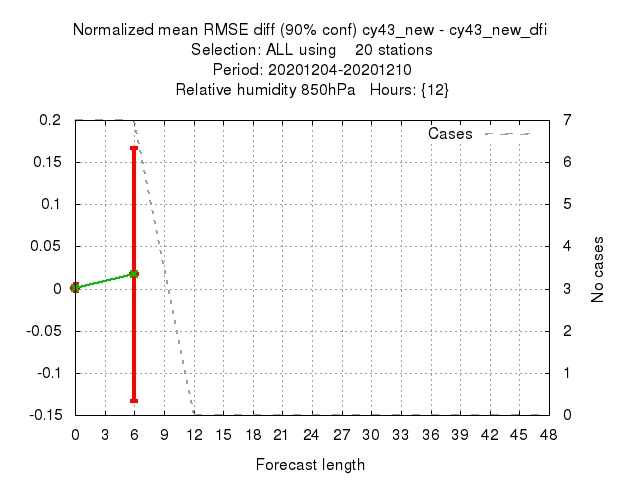 Normalized mean RMSE diff (90% conf) cy43_new - cy43_new_dfi
Selection: ALL using 20 stations
Period: 20201204-20201210
Relative humidity 850hPa Hours: {12}
Cases
0.2
0.15
0.1
0.05
0
-0.05
-0.1
-0.15
7
6
5
4
3
2
1
0
No cases
0 3 6 9 12 15 18 21 24 27 30 33 36 39 42 45 48
Forecast length